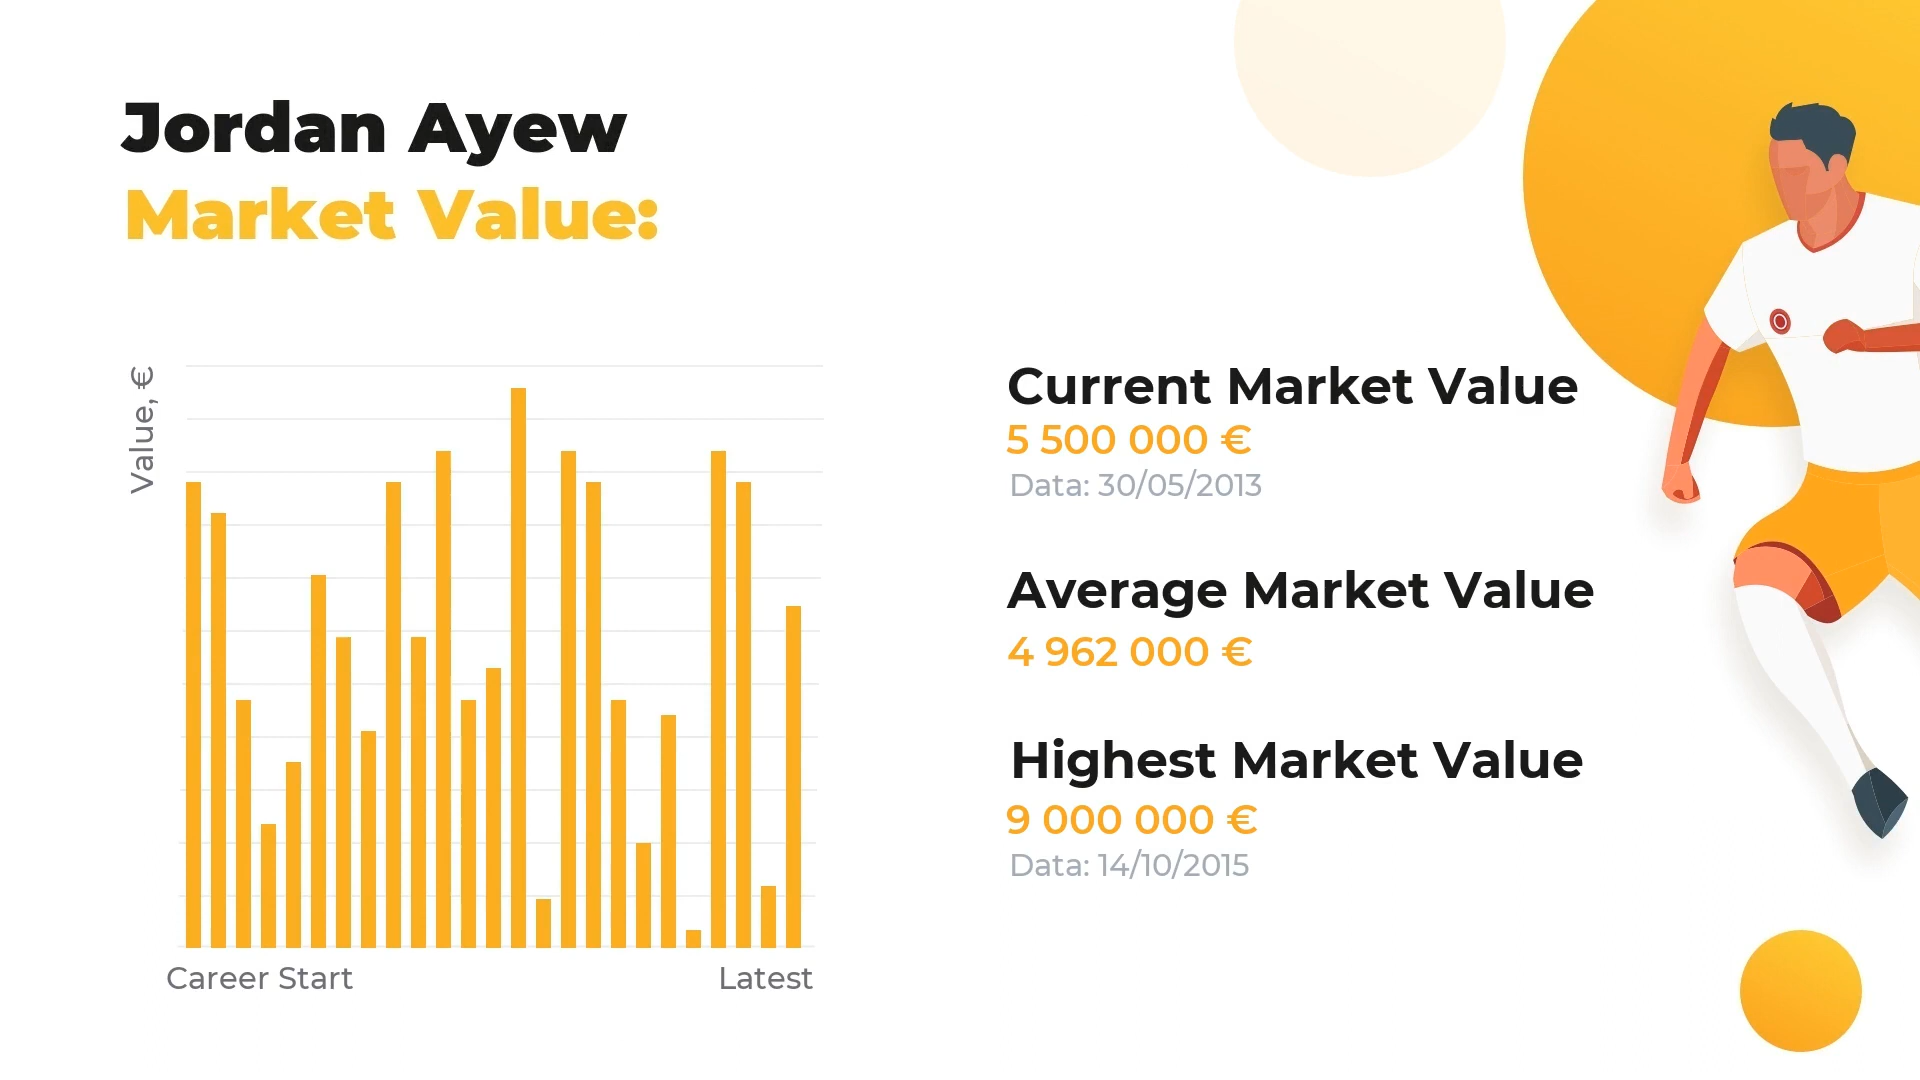 Jordan Ayew
Market Value:
Value, €
Career Start
Latest
Current Market Value
5 500 000 €
Data: 30/05/2013
Average Market Value
4 962 000 €
Highest Market Value
9 000 000 €
Data: 14/10/2015